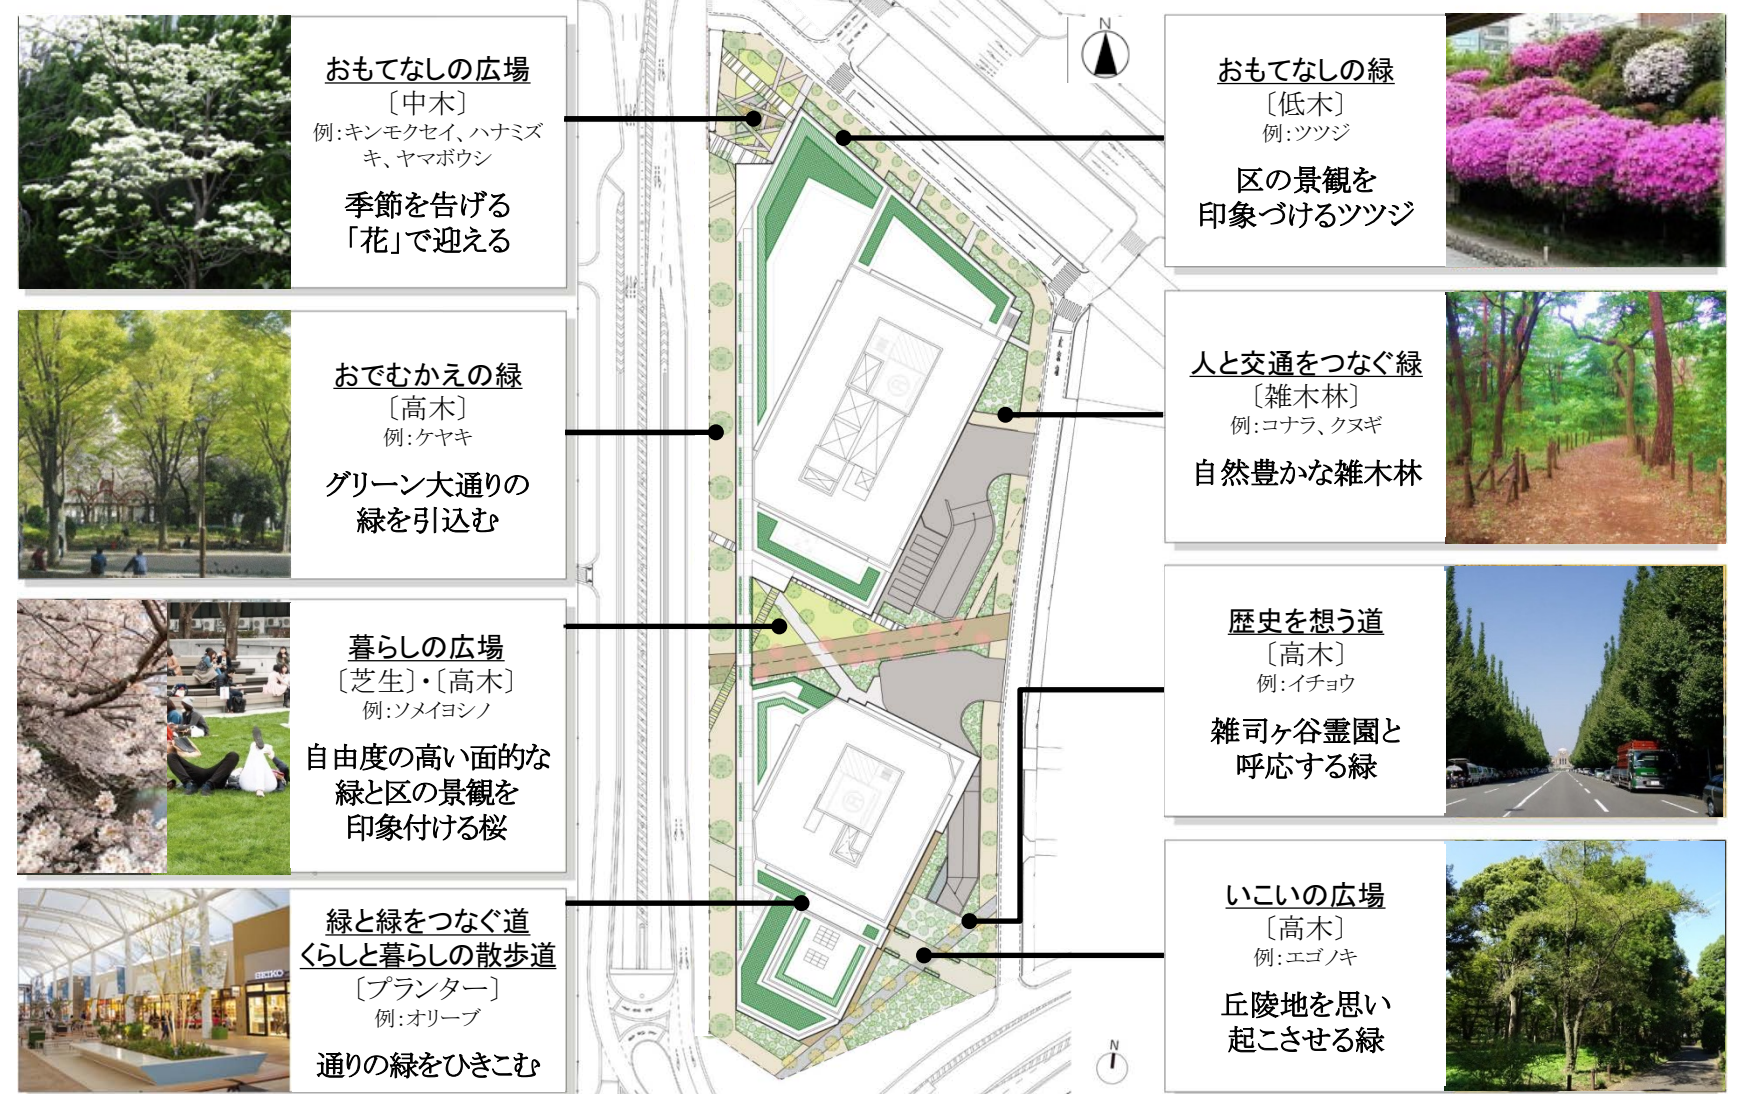 おもてなしの広場
〔中木〕
例：キンモクセイ、ハナミズ
キ、ヤマボウシ
季節を告げる
「花」で迎える
おでむかえの緑
〔高木〕
例：ケヤキ
グリーン大通りの
緑を引込む
暮らしの広場
〔芝生〕・〔高木〕
例：ソメイヨシノ
自由度の高い面的な
緑と区の景観を
印象付ける桜
緑と緑をつなぐ道
くらしと暮らしの散歩道
〔プランター〕
例：オリーブ
通りの緑をひきこむ
SEIKO
N
N
おもてなしの緑
〔低木〕
例：ツツジ
区の景観を
印象づけるツツジ
人と交通をつなぐ緑
〔雑木林〕
例：コナラ、クヌギ
自然豊かな雑木林
歴史を想う道
〔高木〕
例：イチョウ
雑司ヶ谷霊園と
呼応する緑
いこいの広場
〔高木〕
例：エゴノキ
丘陵地を思い
起こさせる緑